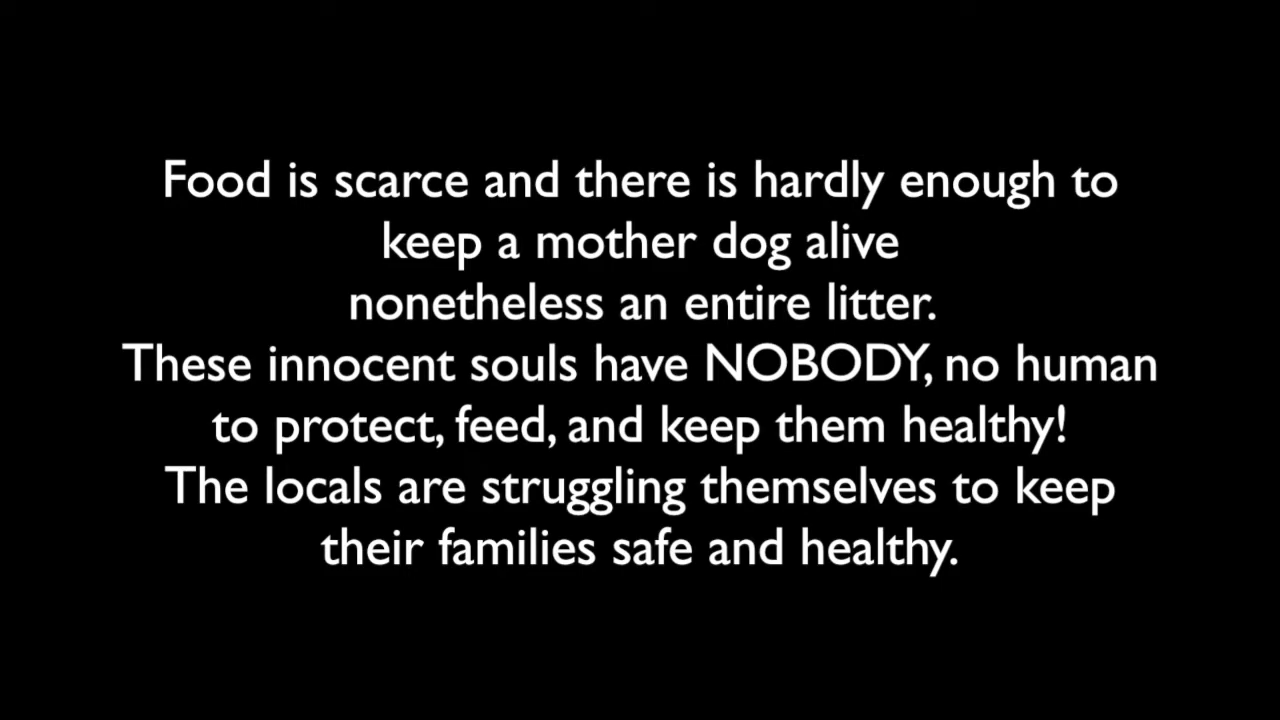 Food is scarce and there is hardly enough to
keep a mother dog alive
nonetheless an entire litter.
These innocent souls have NOBODY, no human
to protect, feed, and keep them healthy!
The locals are struggling themselves to keep
their families safe and healthy.